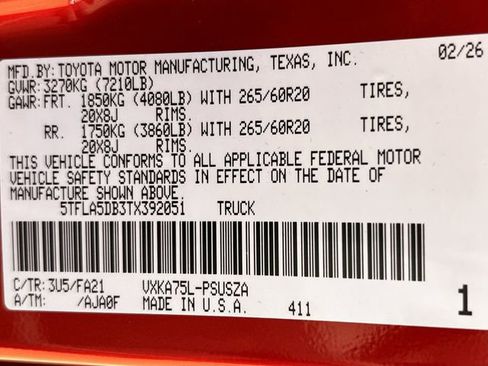 MFD.BY:TOYOTA MOTOR MANUFACTURING, TEXAS, INC. 02/26
GVWR:3270KG (7210LB)
GAWR:FRT. 1850KG (4080LB) WITH 265/60R20 TIRES,
20X8J RIMS.
RR. 1750KG (3860LB) WITH 265/60R20 TIRES,
20X8J RIMS.
THIS VEHICLE CONFORMS TO ALL APPLICABLE FEDERAL MOTOR
VEHICLE SAFETY STANDARDS IN EFFECT ON THE DATE OF
MANUFACTURE SHOWN ABOVE
5TFLA5DB3TX392051 TRUCK
C/TR:3U5/FA21 VXKA75L-PSUSZA
A/TM: /AJA0F MADE IN U.S.A. 411 1